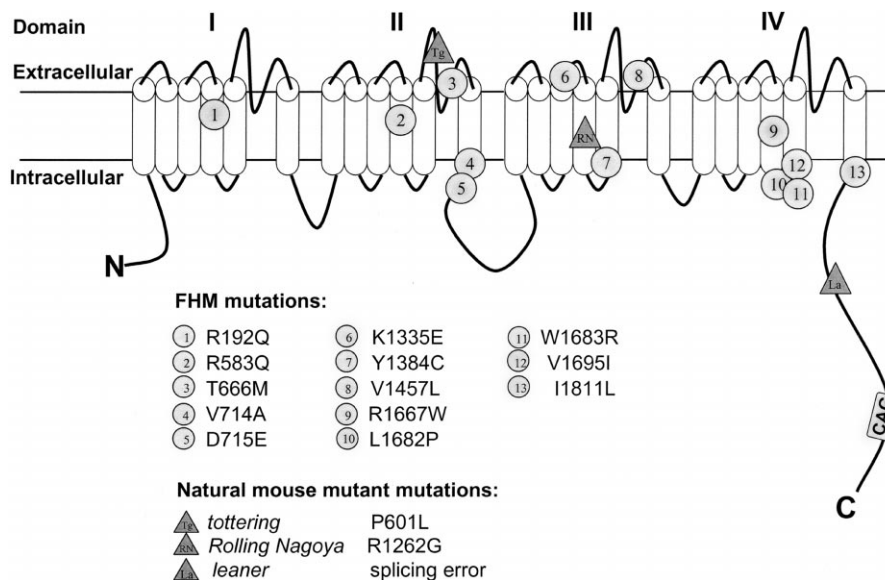 Domain I II III IV
Extracellular
Intracellular
Tg 3 6 8
1 2 9
RN 7
4 5
12 10 11 13
N
La
CAG
C
FHM mutations:
1 R192Q 6 K1335E 11 W1683R
2 R583Q 7 Y1384C 12 V1695I
3 T666M 8 V1457L 13 I1811L
4 V714A 9 R1667W
5 D715E 10 L1682P
Natural mouse mutant mutations:
Tg tottering P601L
RN Rolling Nagoya R1262G
La leaner splicing error